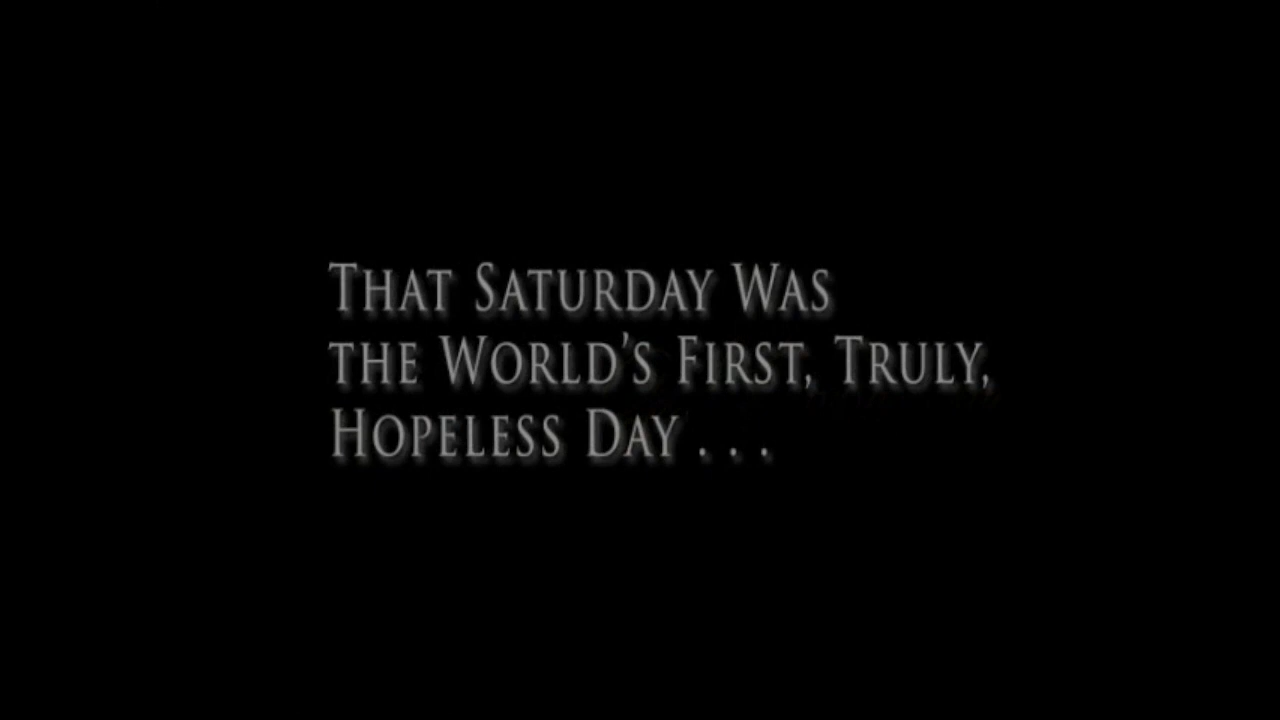 That Saturday Was
the World’s First, Truly,
Hopeless Day . . .